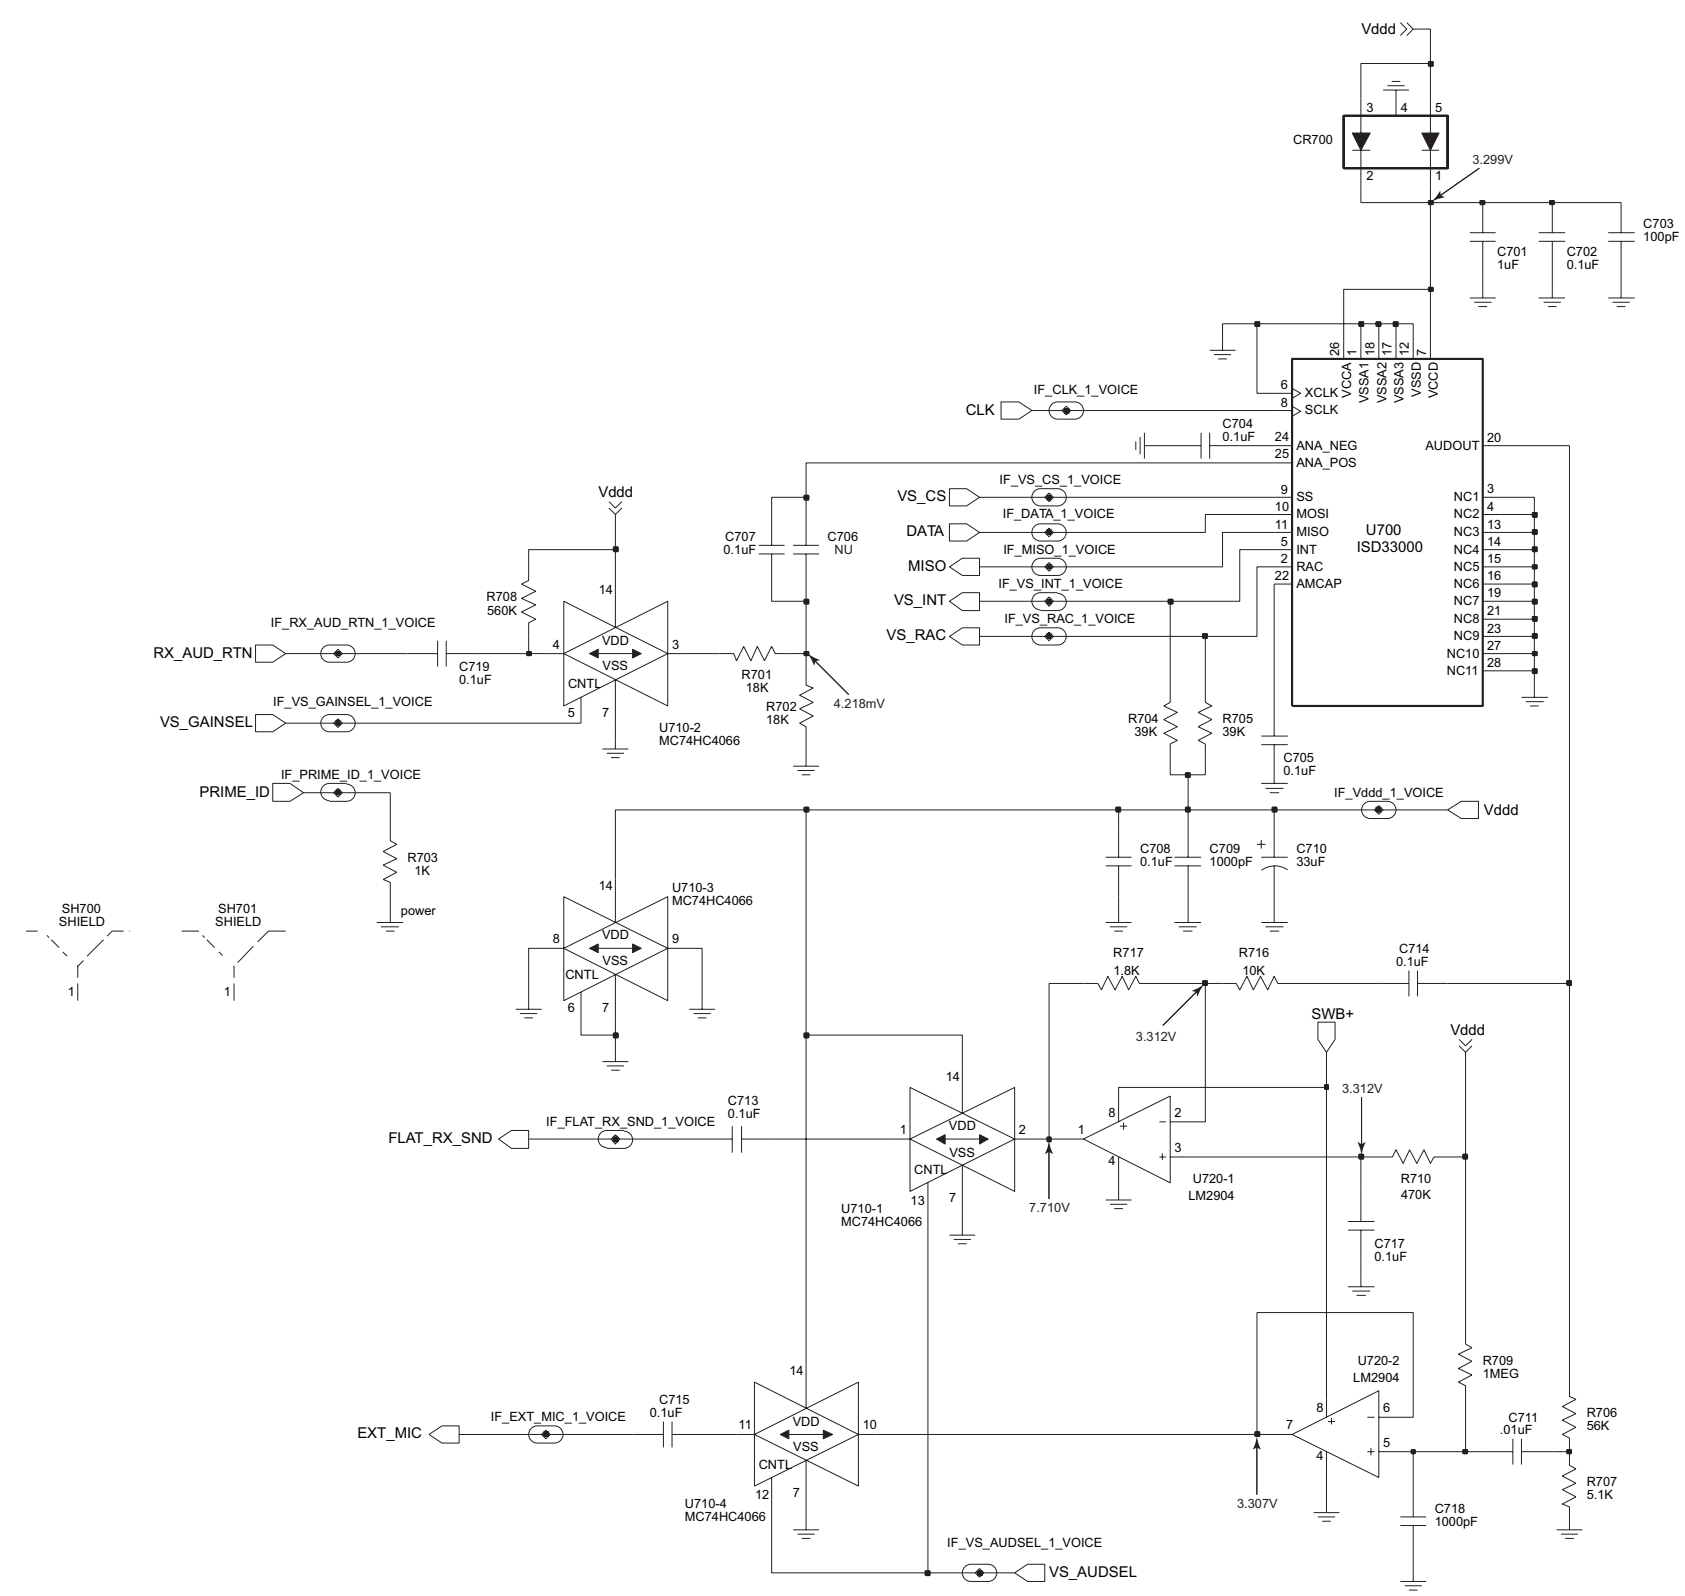 Vddd
3
4
5
CR700
2
1
3.299V
C701
1uF
C702
0.1uF
C703
100pF
26
1
18
17
12
7
VCCA
VSSA1
VSSA2
VSSA3
VSSD
VCCD
6
XCLK
CLK
IF_CLK_1_VOICE
8
SCLK
C704
0.1uF
24
ANA_NEG
25
ANA_POS
AUDOUT
20
VS_CS
IF_VS_CS_1_VOICE
9
SS
DATA
IF_DATA_1_VOICE
10
MOSI
MISO
IF_MISO_1_VOICE
11
MISO
VS_INT
IF_VS_INT_1_VOICE
5
INT
VS_RAC
IF_VS_RAC_1_VOICE
2
RAC
22
AMCAP
U700
ISD33000
NC1
3
NC2
4
NC3
13
NC4
14
NC5
15
NC6
16
NC7
19
NC8
21
NC9
23
NC10
27
NC11
28
Vddd
C707
0.1uF
C706
NU
R708
560K
14
RX_AUD_RTN
IF_RX_AUD_RTN_1_VOICE
C719
0.1uF
4
VDD
VSS
CNTL
3
5
7
U710-2
MC74HC4066
R701
18K
R702
18K
4.218mV
VS_GAINSEL
IF_VS_GAINSEL_1_VOICE
R704
39K
R705
39K
C705
0.1uF
PRIME_ID
IF_PRIME_ID_1_VOICE
R703
1K
power
IF_Vddd_1_VOICE
Vddd
C708
0.1uF
C709
1000pF
+
C710
33uF
SH700
SHIELD
1
SH701
SHIELD
1
14
U710-3
MC74HC4066
8
VDD
VSS
CNTL
9
6
7
R717
1.8K
R716
10K
C714
0.1uF
3.312V
SWB+
Vddd
3.312V
FLAT_RX_SND
IF_FLAT_RX_SND_1_VOICE
C713
0.1uF
14
1
VDD
VSS
CNTL
2
13
7
U710-1
MC74HC4066
7.710V
1
8
+
4
2
−
3
+
U720-1
LM2904
R710
470K
C717
0.1uF
U720-2
LM2904
R709
1MEG
14
EXT_MIC
IF_EXT_MIC_1_VOICE
C715
0.1uF
11
VDD
VSS
CNTL
10
12
7
U710-4
MC74HC4066
3.307V
7
8
+
4
6
−
5
+
C711
.01uF
R706
56K
R707
5.1K
C718
1000pF
IF_VS_AUDSEL_1_VOICE
VS_AUDSEL